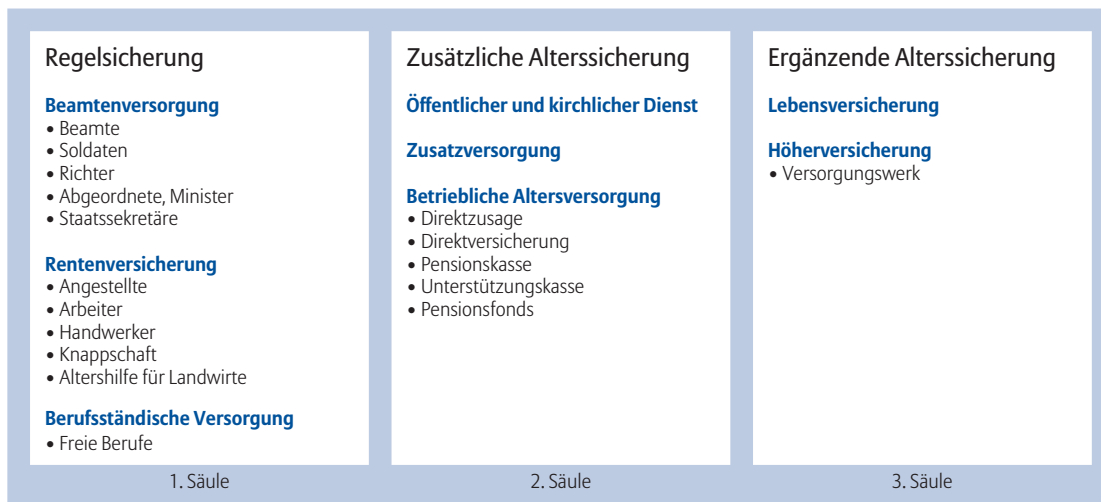 Regelsicherung
Beamtenversorgung
• Beamte
• Soldaten
• Richter
• Abgeordnete, Minister
• Staatssekretäre
Rentenversicherung
• Angestellte
• Arbeiter
• Handwerker
• Knappschaft
• Altershilfe für Landwirte
Berufsständische Versorgung
• Freie Berufe
1. Säule
Zusätzliche Alterssicherung
Öffentlicher und kirchlicher Dienst
Zusatzversorgung
Betriebliche Altersversorgung
• Direktzusage
• Direktversicherung
• Pensionskasse
• Unterstützungskasse
• Pensionsfonds
2. Säule
Ergänzende Alterssicherung
Lebensversicherung
Höherversicherung
• Versorgungswerk
3. Säule